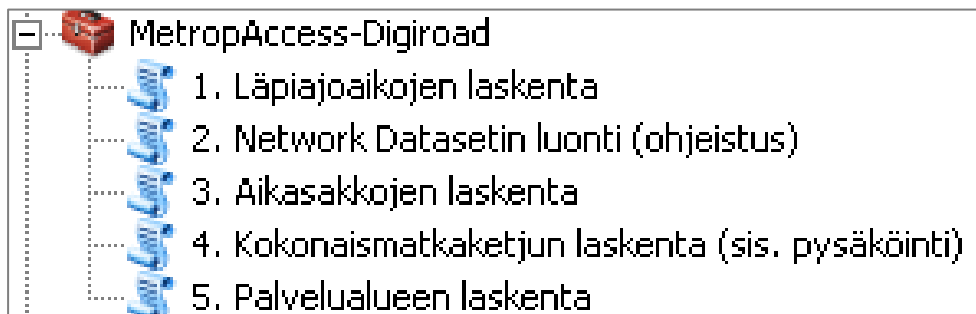 MetropAccess-Digiroad
1. Läpiajoaikojen laskenta
2. Network Datasetin luonti (ohjeistus)
3. Aikasakkojen laskenta
4. Kokonaismatkaketjun laskenta (sis. pysäköinti)
5. Palvelualueen laskenta